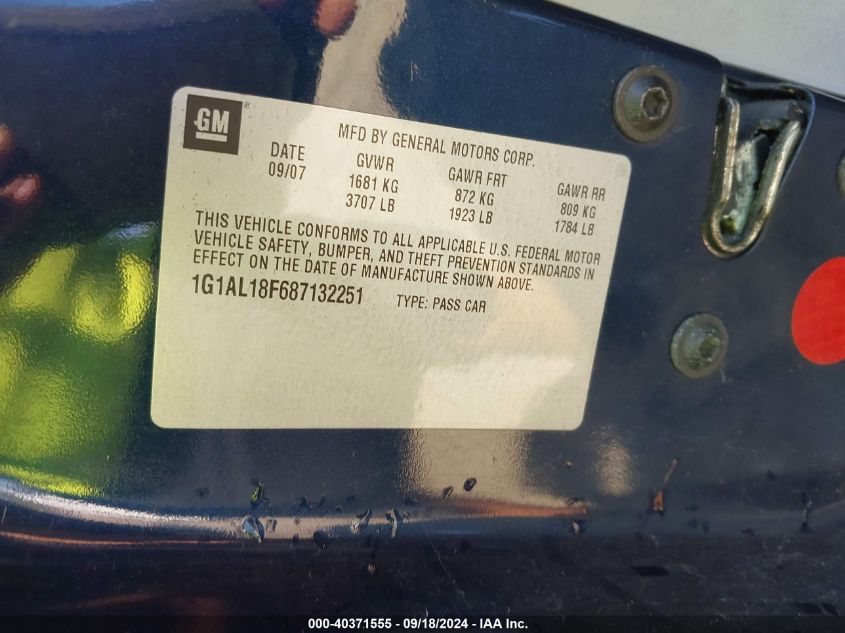 GM ®
MFD BY GENERAL MOTORS CORP.
DATE GVWR GAWR FRT GAWR RR
09/07 1681 KG 872 KG 809 KG
3707 LB 1923 LB 1784 LB
THIS VEHICLE CONFORMS TO ALL APPLICABLE U.S. FEDERAL MOTOR
VEHICLE SAFETY, BUMPER, AND THEFT PREVENTION STANDARDS IN
EFFECT ON THE DATE OF MANUFACTURE SHOWN ABOVE.
1G1AL18F687132251 TYPE: PASS CAR
000-40371555 - 09/18/2024 - IAA Inc.